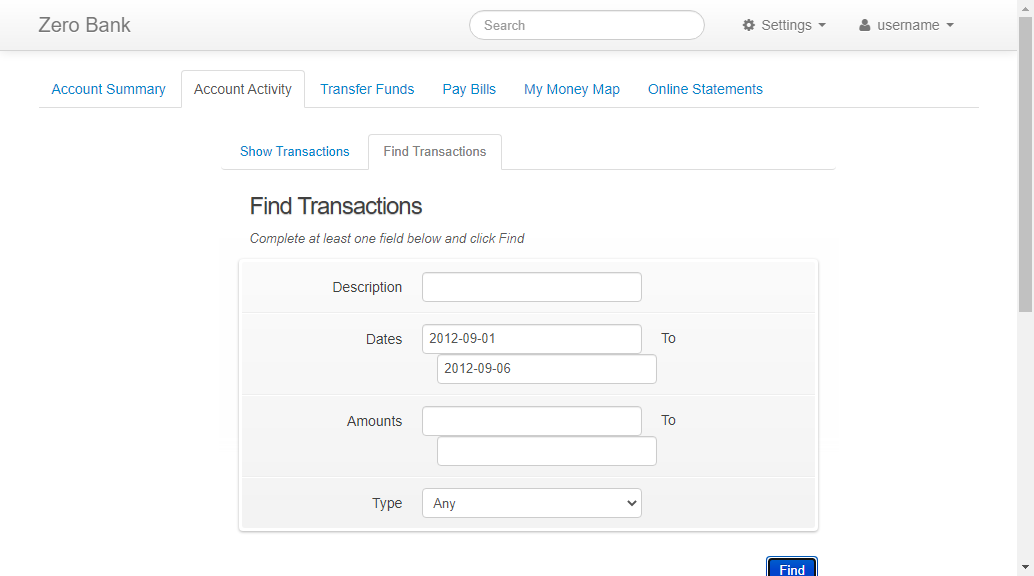 Zero Bank Search Settings username
Account Summary Account Activity Transfer Funds Pay Bills My Money Map Online Statements
Show Transactions Find Transactions
Find Transactions
Complete at least one field below and click Find
Description
Dates 2012-09-01 To
2012-09-06
Amounts To
Type Any
Find